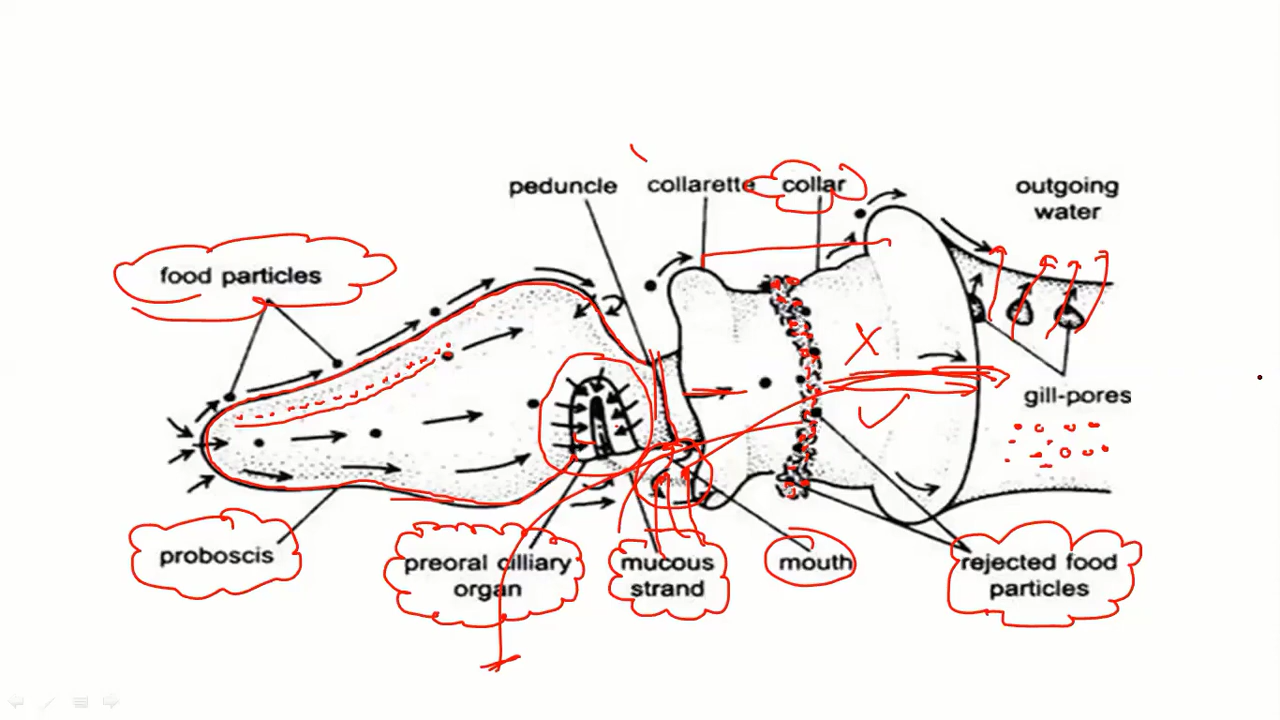 peduncle
collarette
collar
outgoing
water
food particles
gill-pores
proboscis
preoral cilliary
organ
mucous
strand
mouth
rejected food
particles